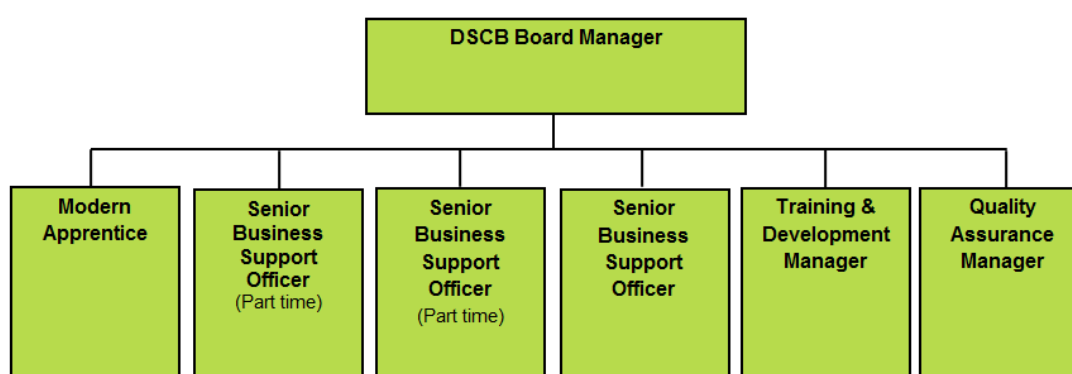 DSCB Board Manager
Modern
Apprentice
Senior
Business
Support
Officer
(Part time)
Senior
Business
Support
Officer
(Part time)
Senior
Business
Support
Officer
Training &
Development
Manager
Quality
Assurance
Manager